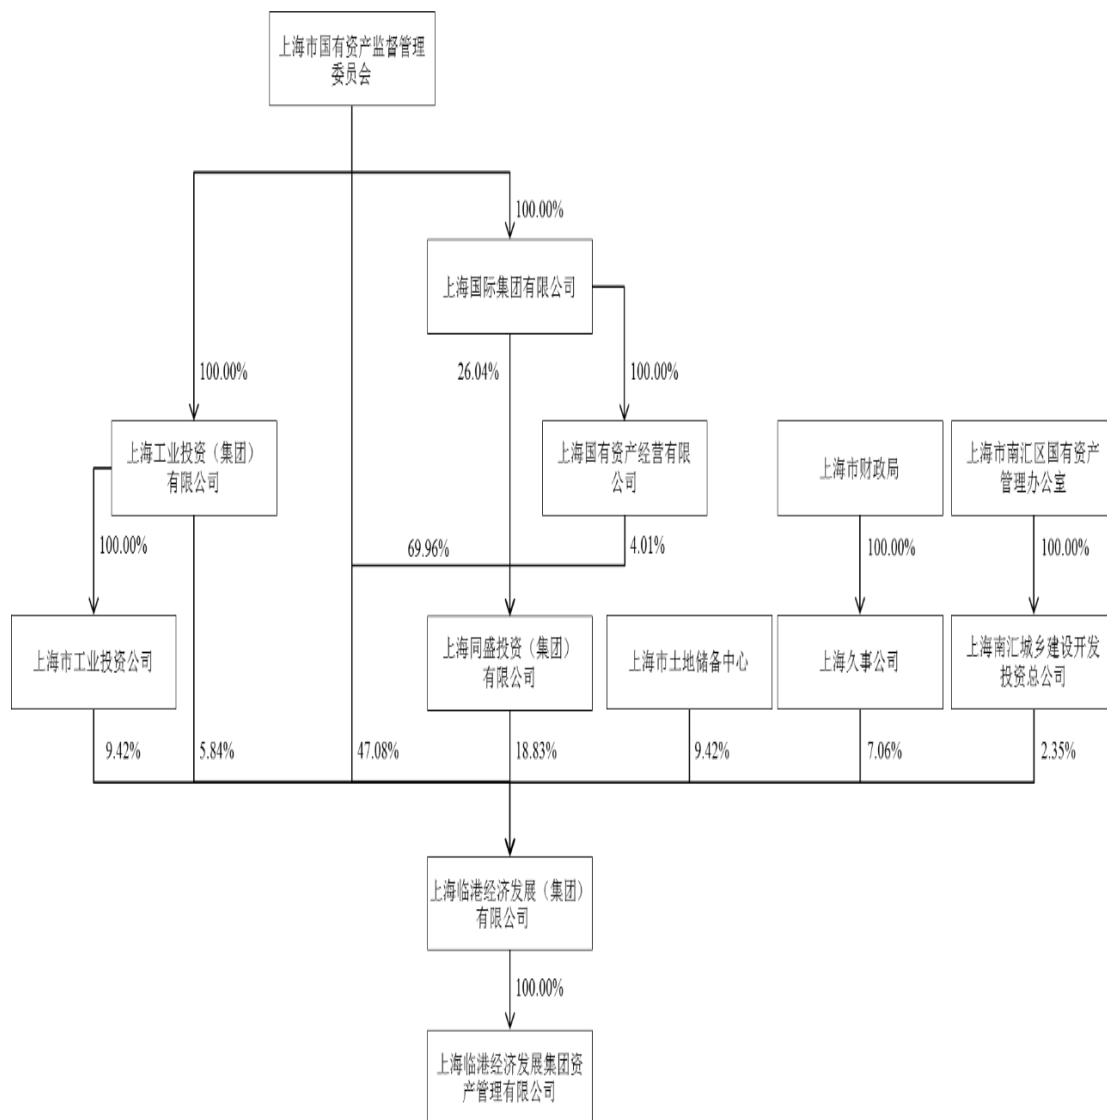 上海市国有资产监督管理
委员会
100.00%
上海国际集团有限公司
100.00%
26.04%
100.00%
上海工业投资（集团）
有限公司
上海国有资产经营有限
公司
上海市财政局
上海市南汇区国有资产
管理办公室
100.00%
69.96%
4.01%
100.00%
100.00%
上海市工业投资公司
上海同盛投资（集团）
有限公司
上海市土地储备中心
上海久事公司
上海南汇城乡建设开发
投资总公司
9.42%
5.84%
47.08%
18.83%
9.42%
7.06%
2.35%
上海临港经济发展（集团）
有限公司
100.00%
上海临港经济发展集团资
产管理有限公司